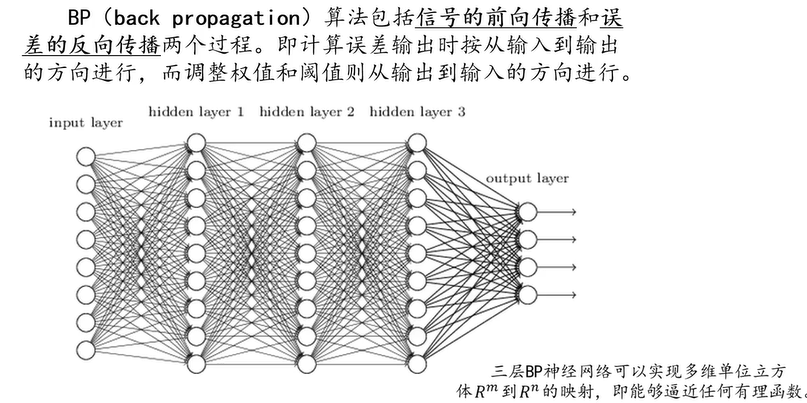 BP（back propagation）算法包括信号的前向传播和误
差的反向传播两个过程。即计算误差输出时按从输入到输出
的方向进行，而调整权值和阈值则从输出到输入的方向进行。
input layer
hidden layer 1
hidden layer 2
hidden layer 3
output layer
三层BP神经网络可以实现多维单位立方
体Rᵐ到Rⁿ的映射，即能够逼近任何有理函数。